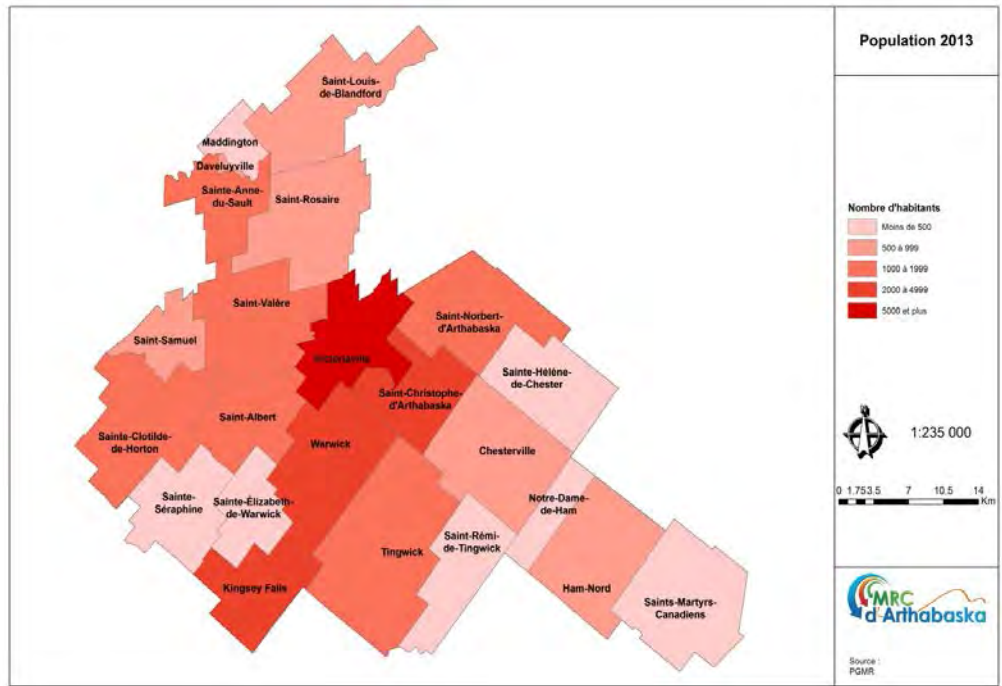 Population 2013
Saint-Louis-
de-Blandford
Maddington
Daveluyville
Sainte-Anne-
du-Sault
Saint-Rosaire
Saint-Valère
Saint-Samuel
Victoriaville
Saint-Norbert-
d'Arthabaska
Sainte-Hélène-
de-Chester
Saint-Christophe-
d'Arthabaska
Saint-Albert
Sainte-Clotilde-
de-Horton
Warwick
Chesterville
Sainte-
Séraphine
Sainte-Élizabeth-
de-Warwick
Notre-Dame-
de-Ham
Saint-Rémi-
de-Tingwick
Tingwick
Kingsey Falls
Ham-Nord
Saints-Martyrs-
Canadiens
Nombre d'habitants
Moins de 500
500 à 999
1000 à 1999
2000 à 4999
5000 et plus
1:235 000
0 1.75 3.5 7 10.5 14
Km
MRC
d'Arthabaska
Source :
PGMR